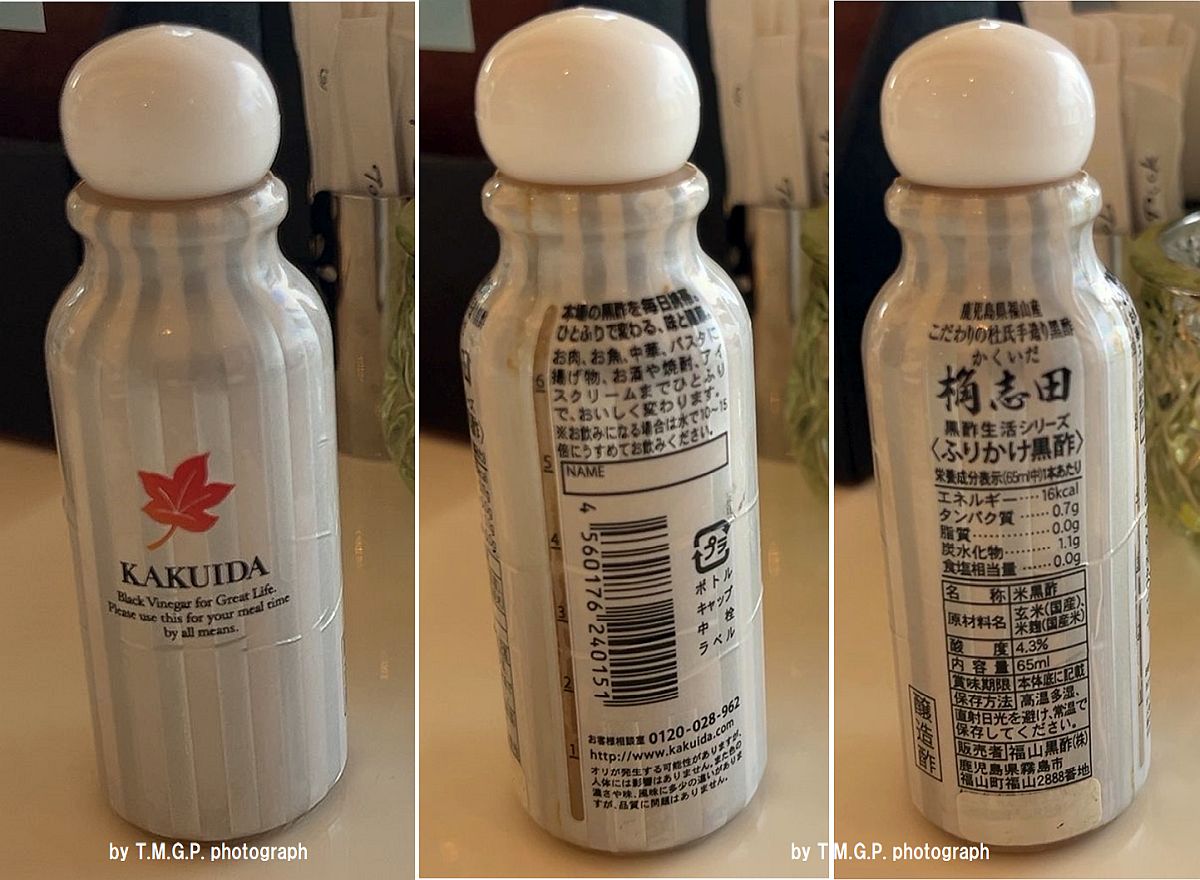 KAKUIDA
Black Vinegar for Great Life.
Please use this for your meal time
by all means.
by T.M.G.P. photograph
本場の黒酢を毎日
ひとふりで変わる、味と
お肉、お魚、中華、パスタに
揚げ物、お酒や焼酎、アイ
スクリームまでひとふり
で、おいしく変わります。
※お飲みになる場合は水で10〜15
倍にうすめてお飲みください。
NAME
6
5
4
3
2
1
4 560176 240151
プラ
ボトル
キャップ
中栓
ラベル
お客様相談室 0120-028-962
http://www.kakuida.com
オリが発生する可能性がありますが、
人体には影響はありません。また色の
濃さや味、風味に多少の違いがありま
すが、品質に問題はありません。
鹿児島県福山産
こだわりの杜氏手造り黒酢
かくいだ
桷志田
黒酢生活シリーズ
〈ふりかけ黒酢〉
栄養成分表示(65ml中)1本あたり
エネルギー……16kcal
タンパク質……0.7g
脂質……0.0g
炭水化物……1.1g
食塩相当量……0.0g
名称 米黒酢
原材料名 玄米(国産)、
米麹(国産米)
酸度 4.3%
内容量 65ml
賞味期限 本体底に記載
保存方法 高温多湿、
直射日光を避け、常温で
保存してください。
販売者 福山黒酢(株)
鹿児島県霧島市
福山町福山2888番地
醸造酢
by T.M.G.P. photograph